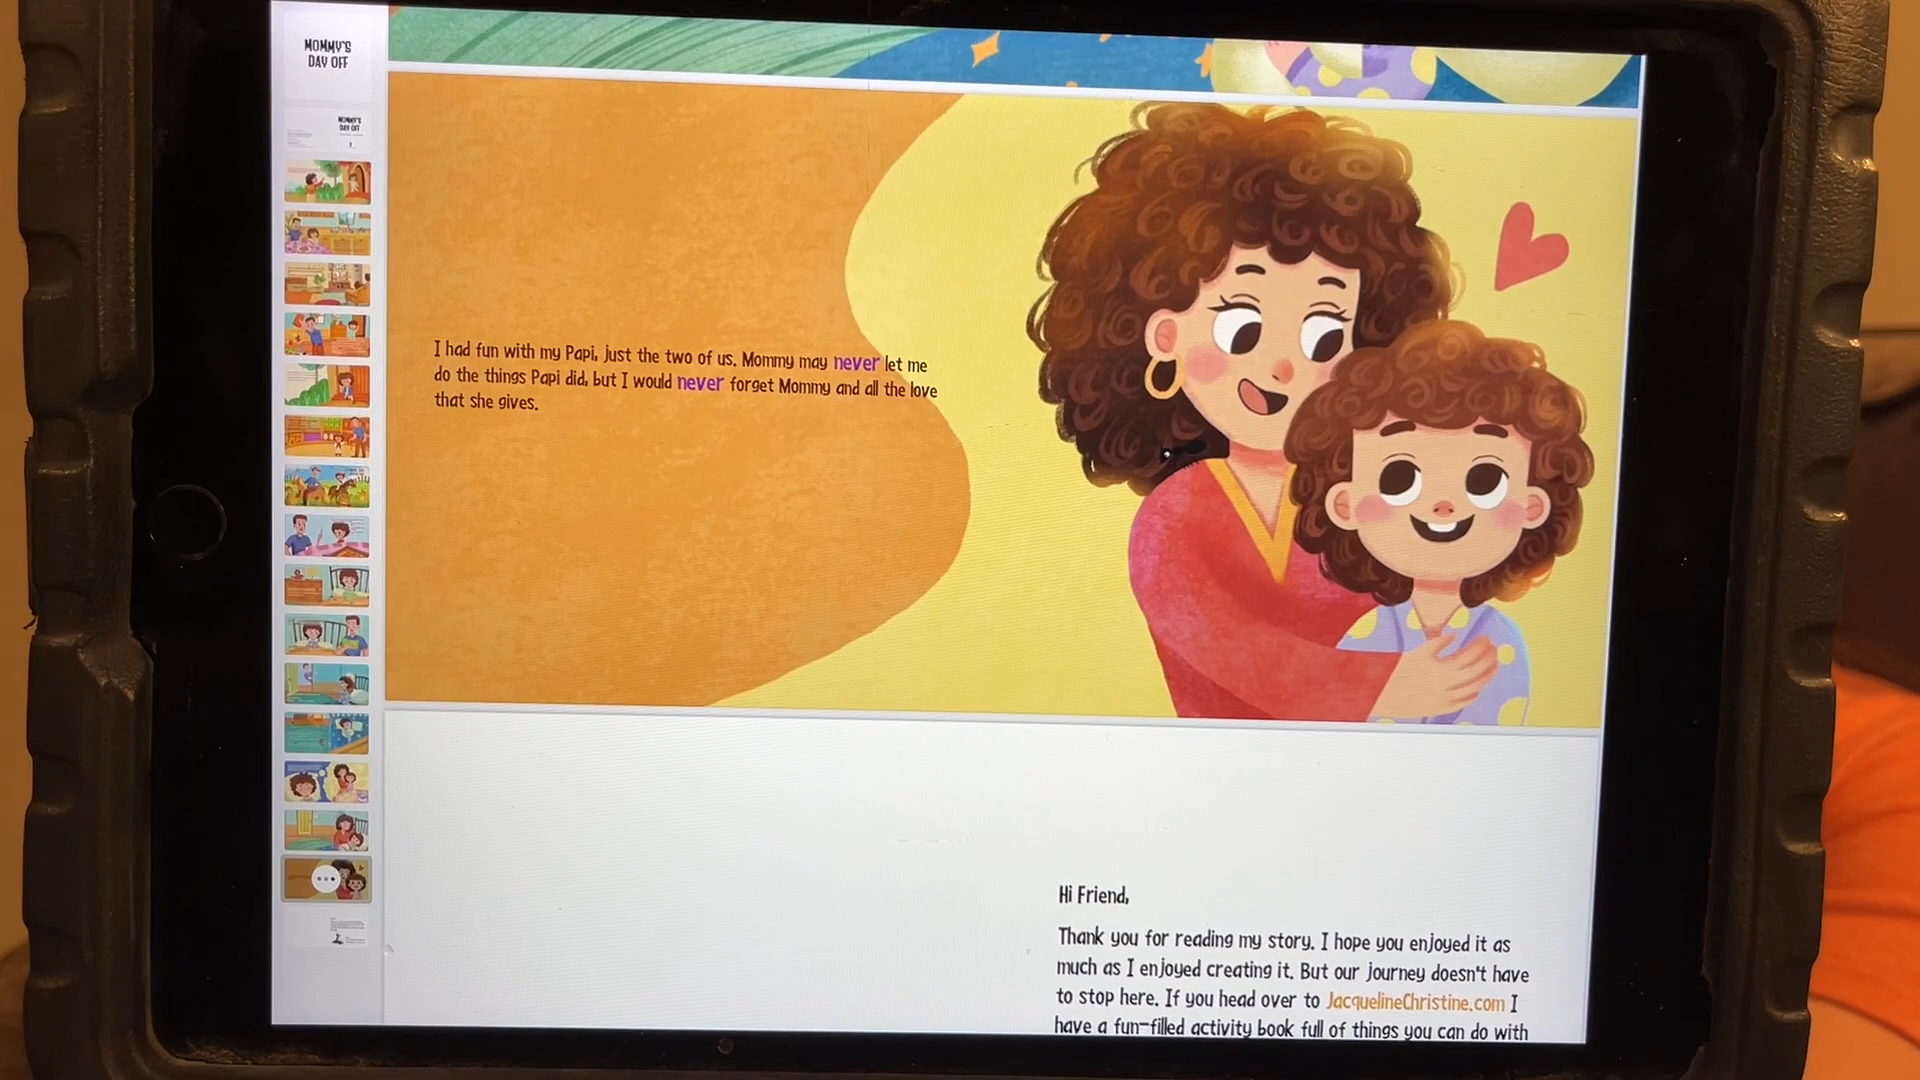 MOMMY'S
DAY OFF
MOMMY'S
DAY OFF
I had fun with my Papi, just the two of us. Mommy may never let me
do the things Papi did, but I would never forget Mommy and all the love
that she gives.
Hi Friend,
Thank you for reading my story. I hope you enjoyed it as
much as I enjoyed creating it. But our journey doesn't have
to stop here. If you head over to JacquelineChristine.com I
have a fun-filled activity book full of things you can do with